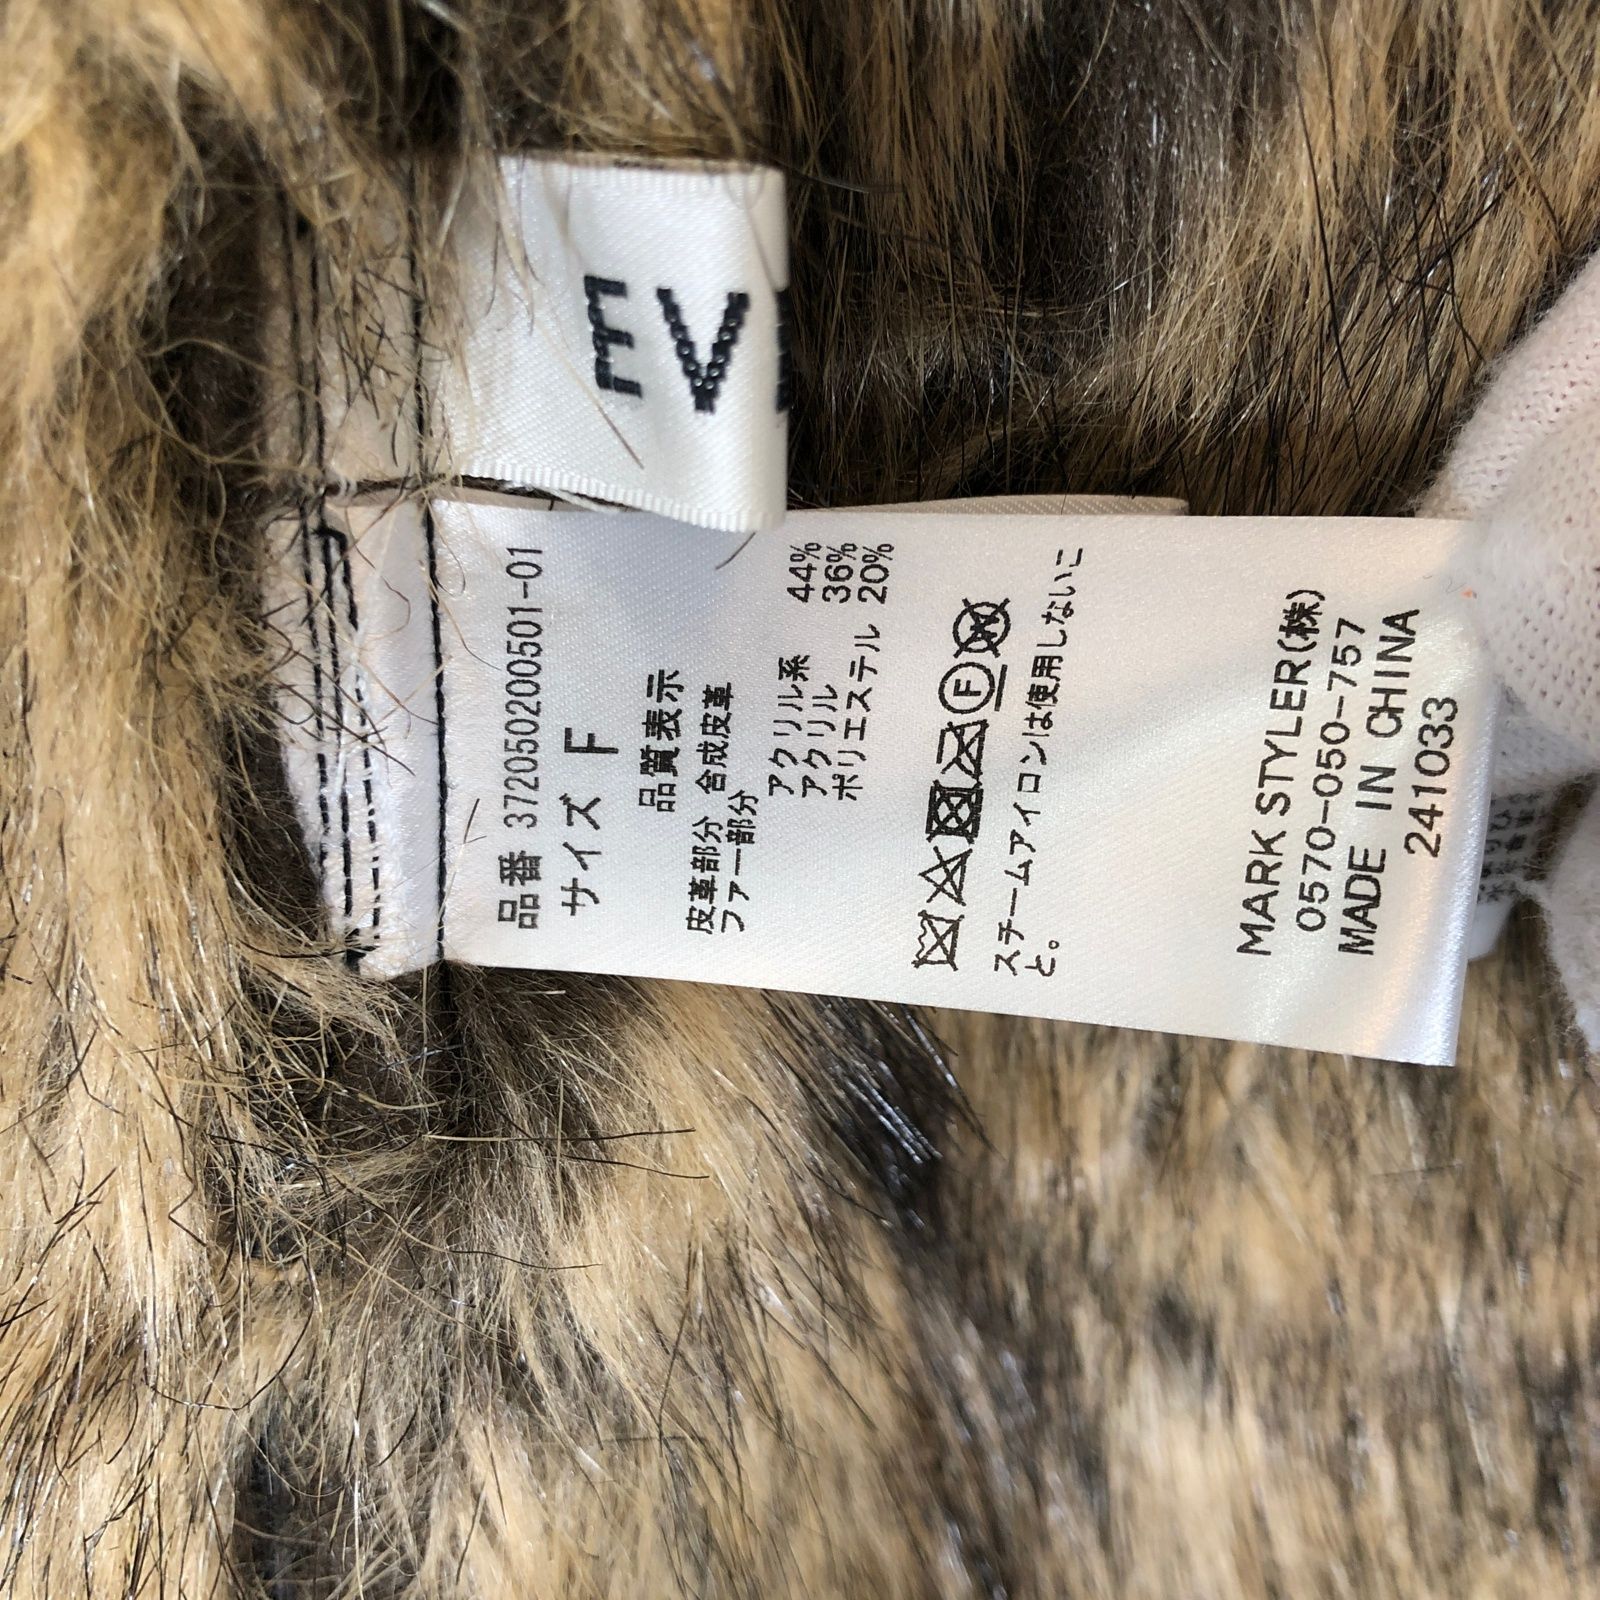 EV
品番 372050200501-01
サイズ F
品質表示
皮革部分 合成皮革
ファー部分
アクリル系 44%
アクリル 36%
ポリエステル 20%
F W
スチームアイロンは使用しないこ
と。
MARK STYLER(株)
0570-050-757
MADE IN CHINA
241033